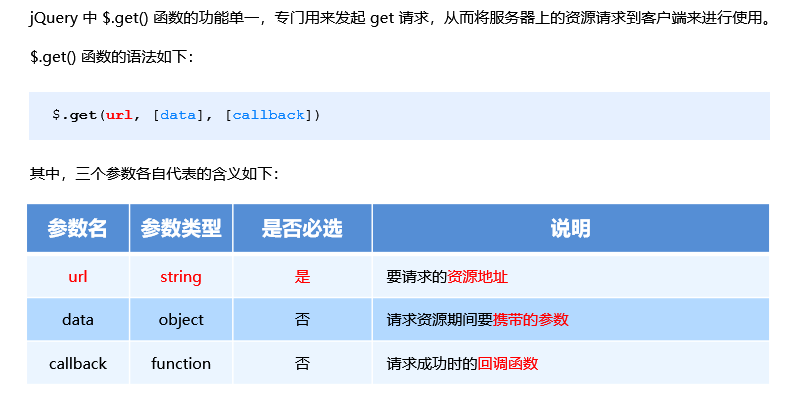 jQuery 中 $.get() 函数的功能单一，专门用来发起 get 请求，从而将服务器上的资源请求到客户端来进行使用。
$.get() 函数的语法如下：
$.get(url, [data], [callback])
其中，三个参数各自代表的含义如下：
参数名 参数类型 是否必选 说明
url string 是 要请求的资源地址
data object 否 请求资源期间要携带的参数
callback function 否 请求成功时的回调函数